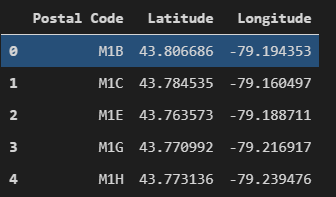 Postal Code Latitude Longitude
0 M1B 43.806686 -79.194353
1 M1C 43.784535 -79.160497
2 M1E 43.763573 -79.188711
3 M1G 43.770992 -79.216917
4 M1H 43.773136 -79.239476